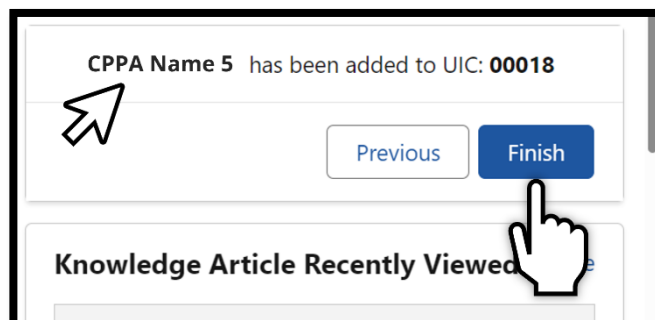 CPPA Name 5 has been added to UIC: 00018
Previous Finish
Knowledge Article Recently Viewed